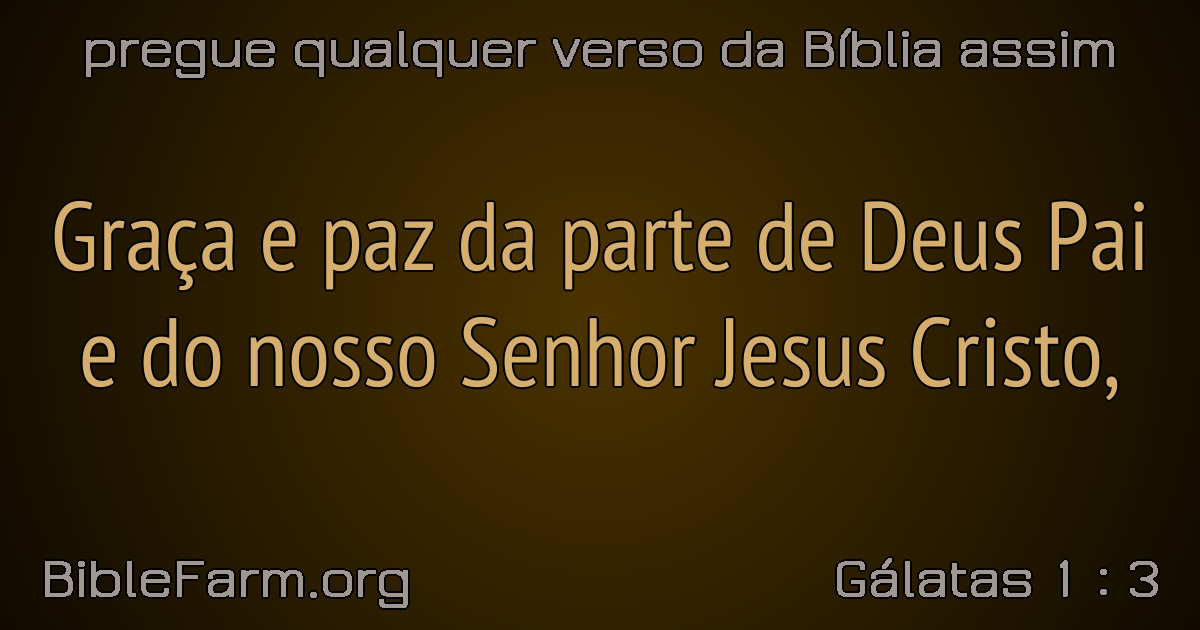 pregue qualquer verso da Bíblia assim
Graça e paz da parte de Deus Pai
e do nosso Senhor Jesus Cristo,
BibleFarm.org
Gálatas 1 : 3